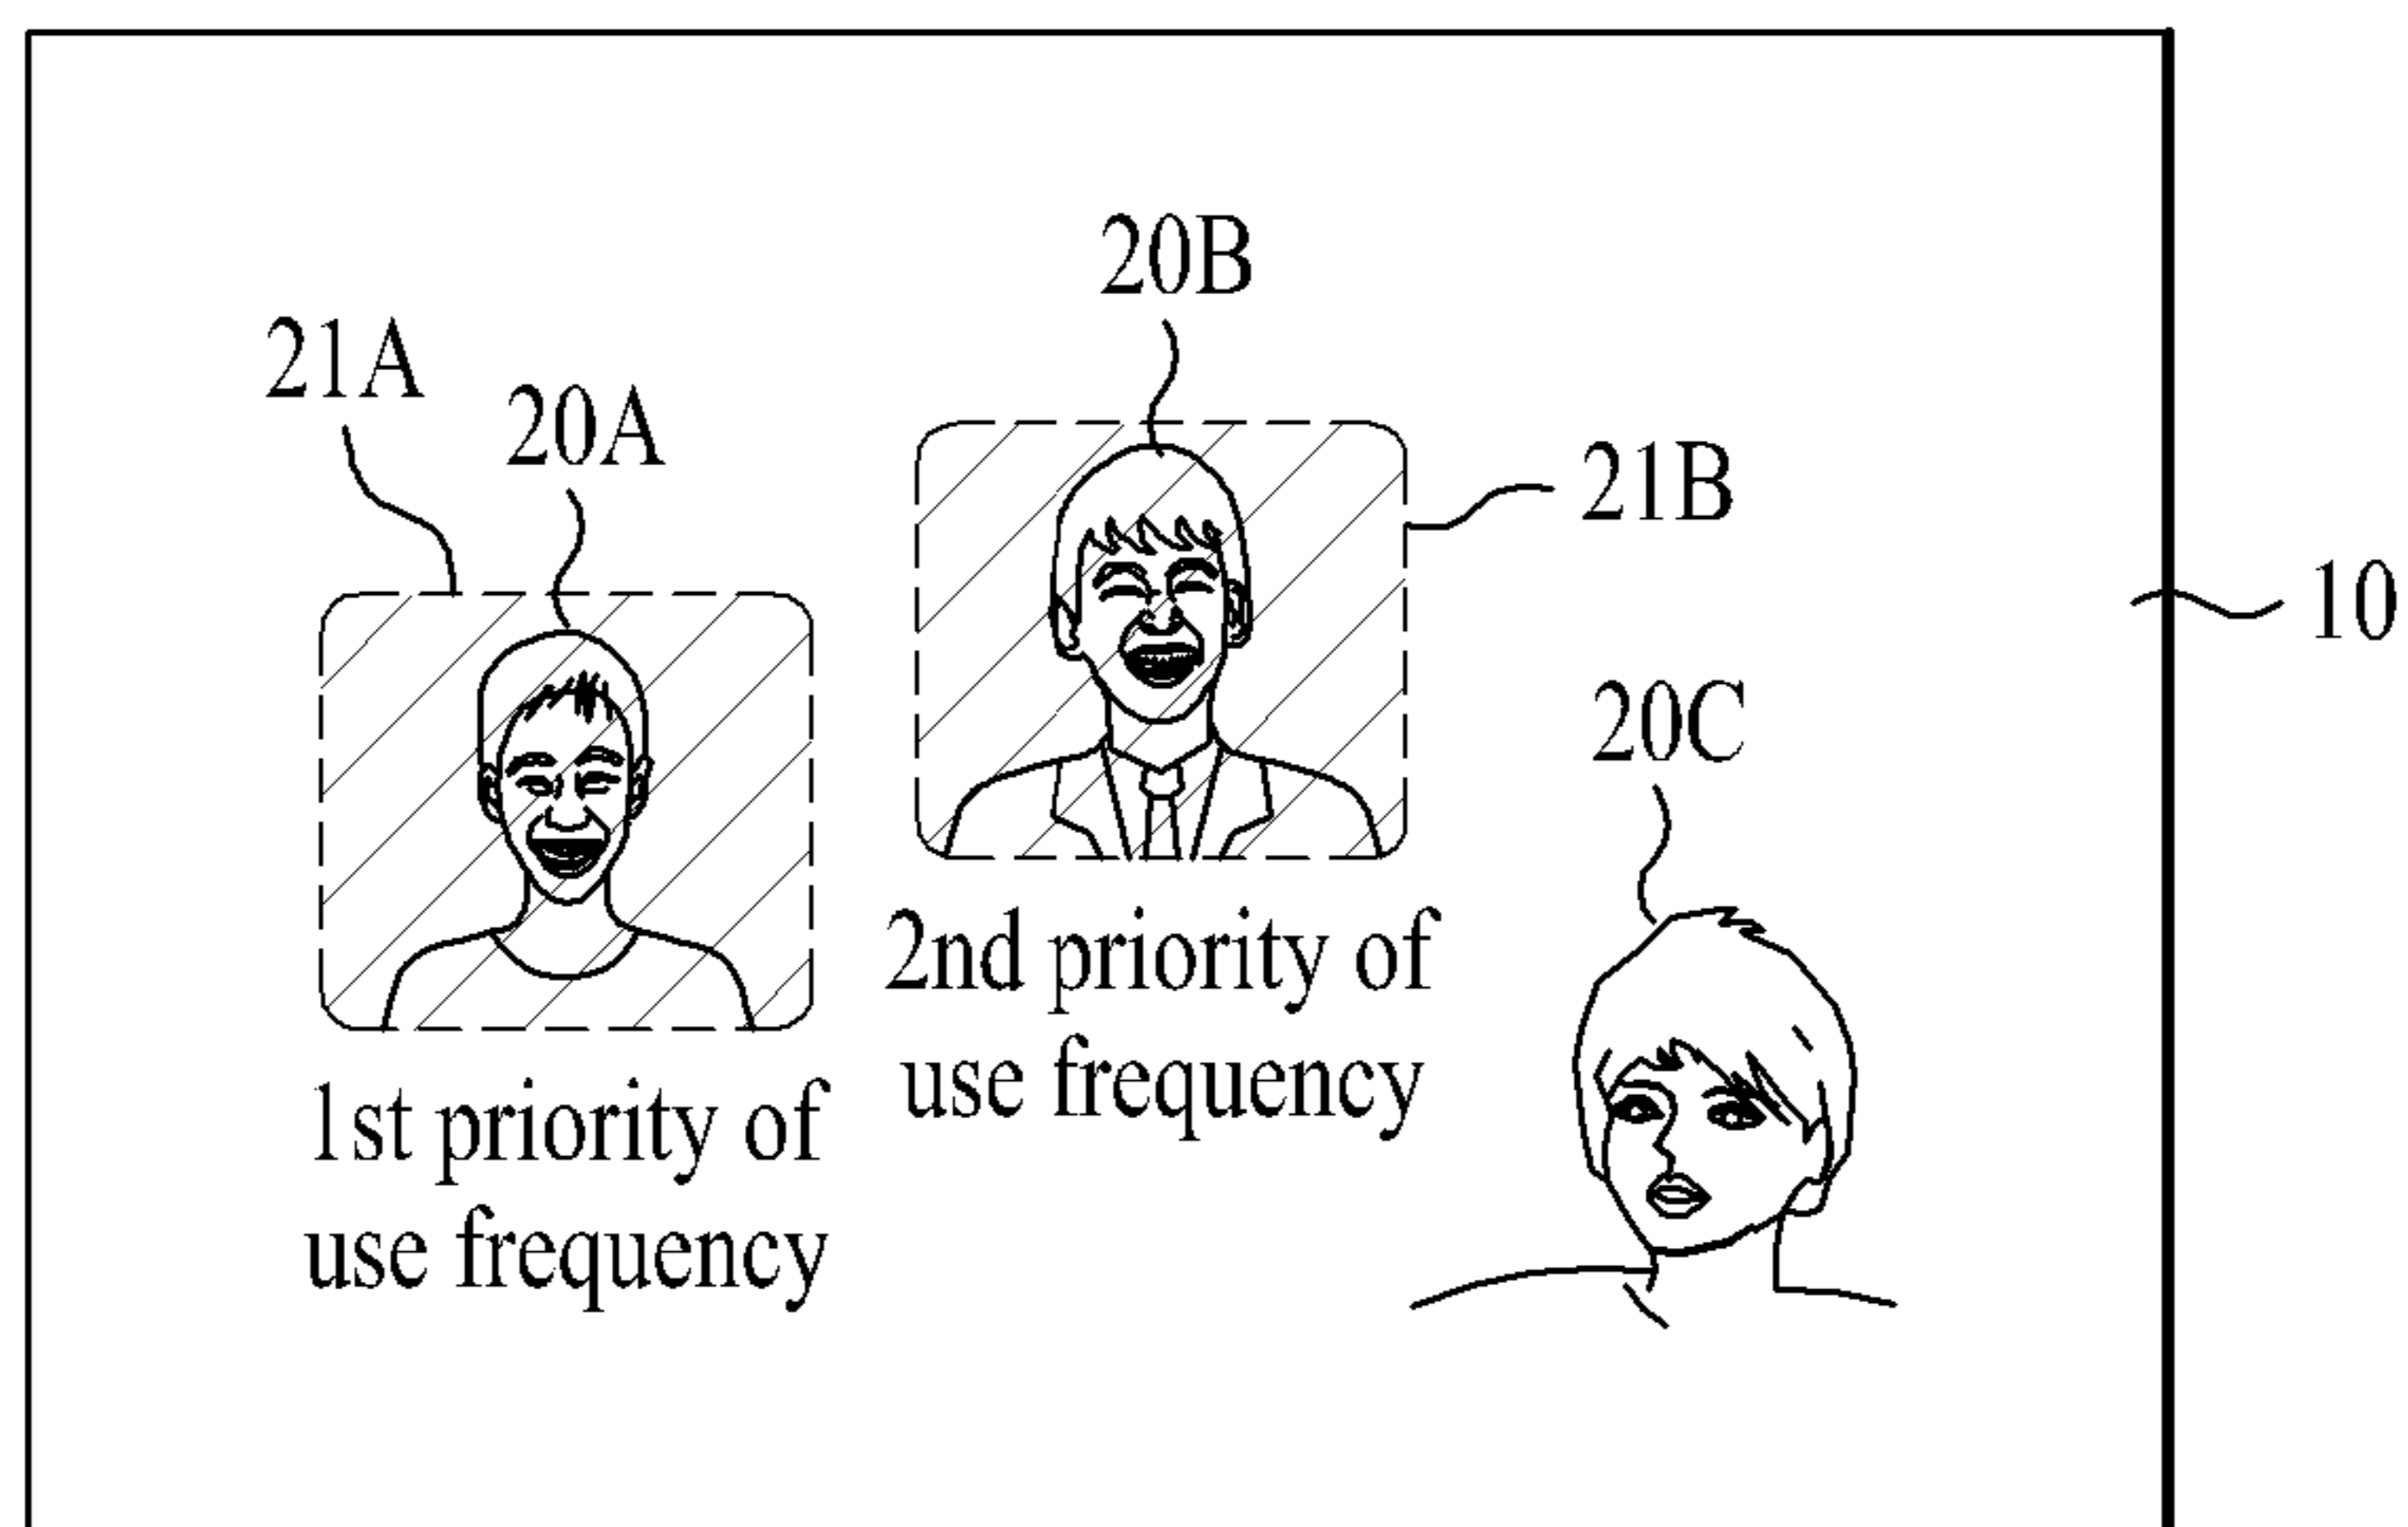 20B
21A
20A
21B
10
20C
2nd priority of
use frequency
1st priority of
use frequency